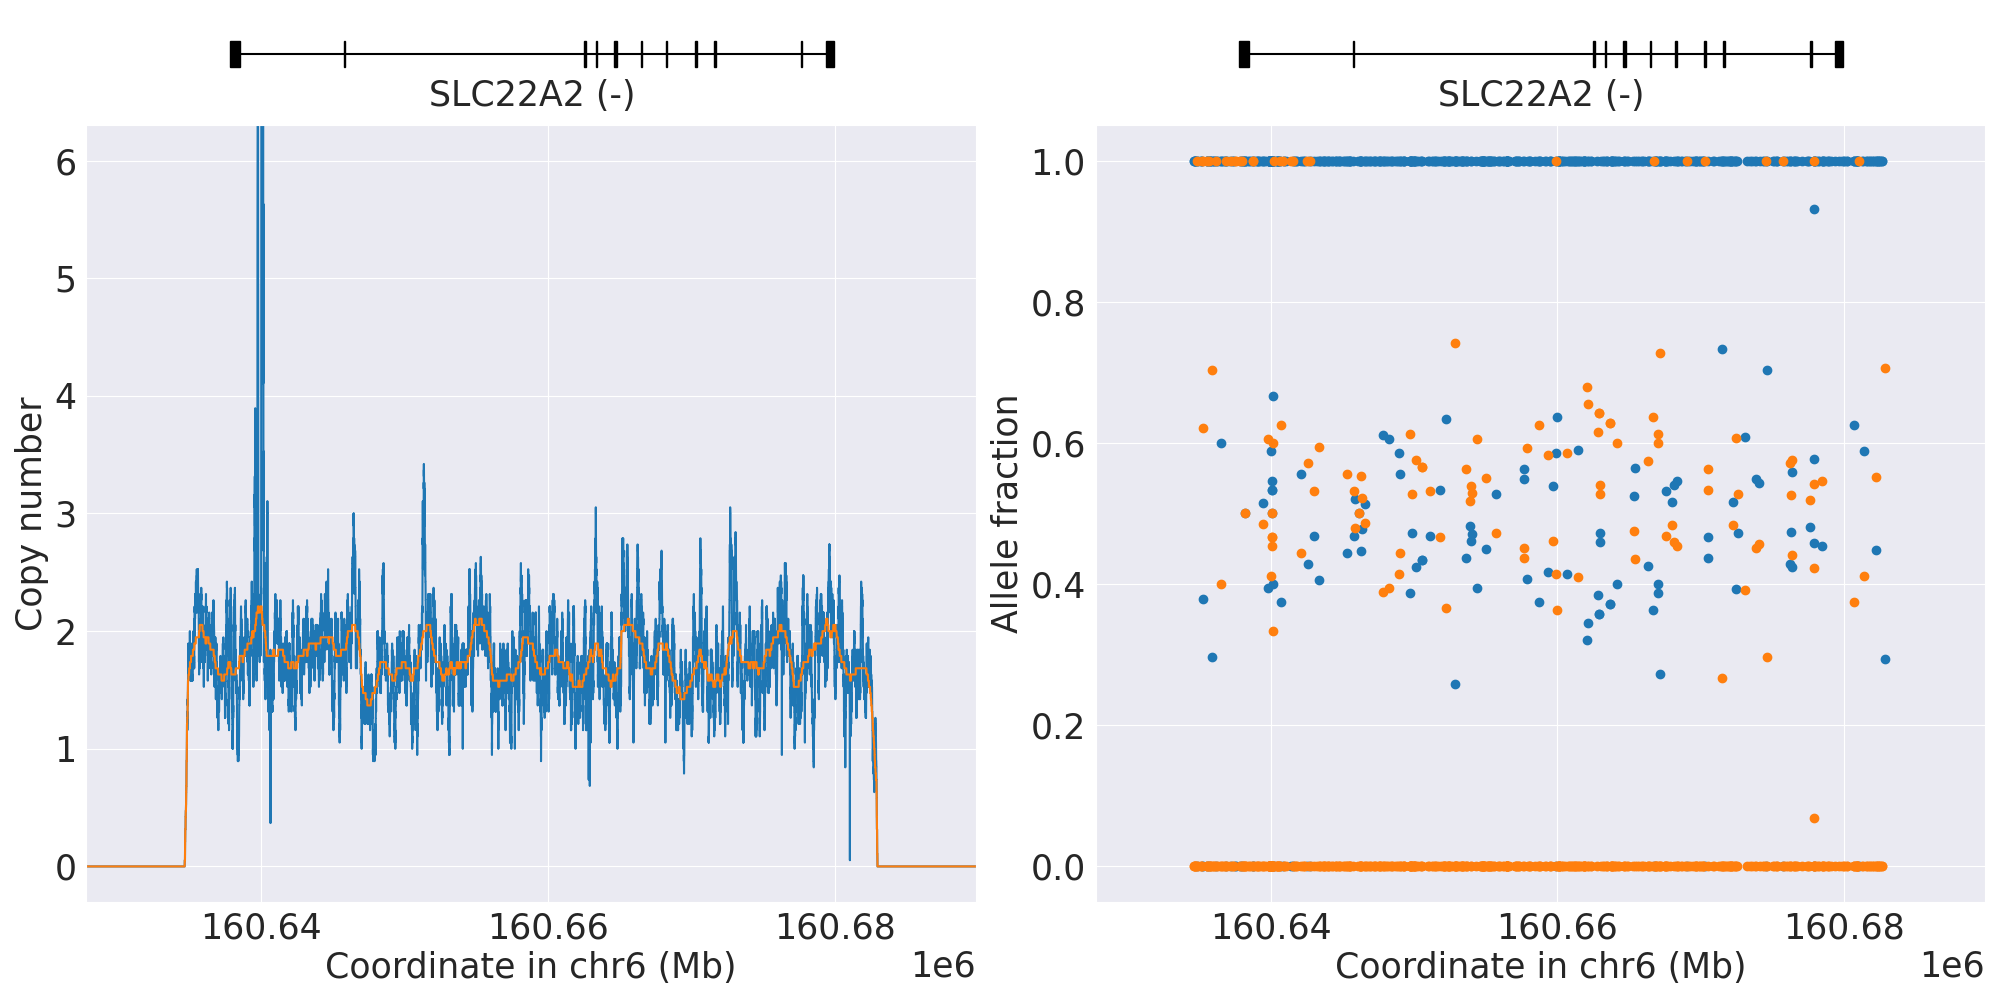 SLC22A2 (-)
6
5
4
3
2
1
0
Copy number
160.64
160.66
160.68
Coordinate in chr6 (Mb)
1e6
SLC22A2 (-)
1.0
0.8
0.6
0.4
0.2
0.0
Allele fraction
160.64
160.66
160.68
Coordinate in chr6 (Mb)
1e6